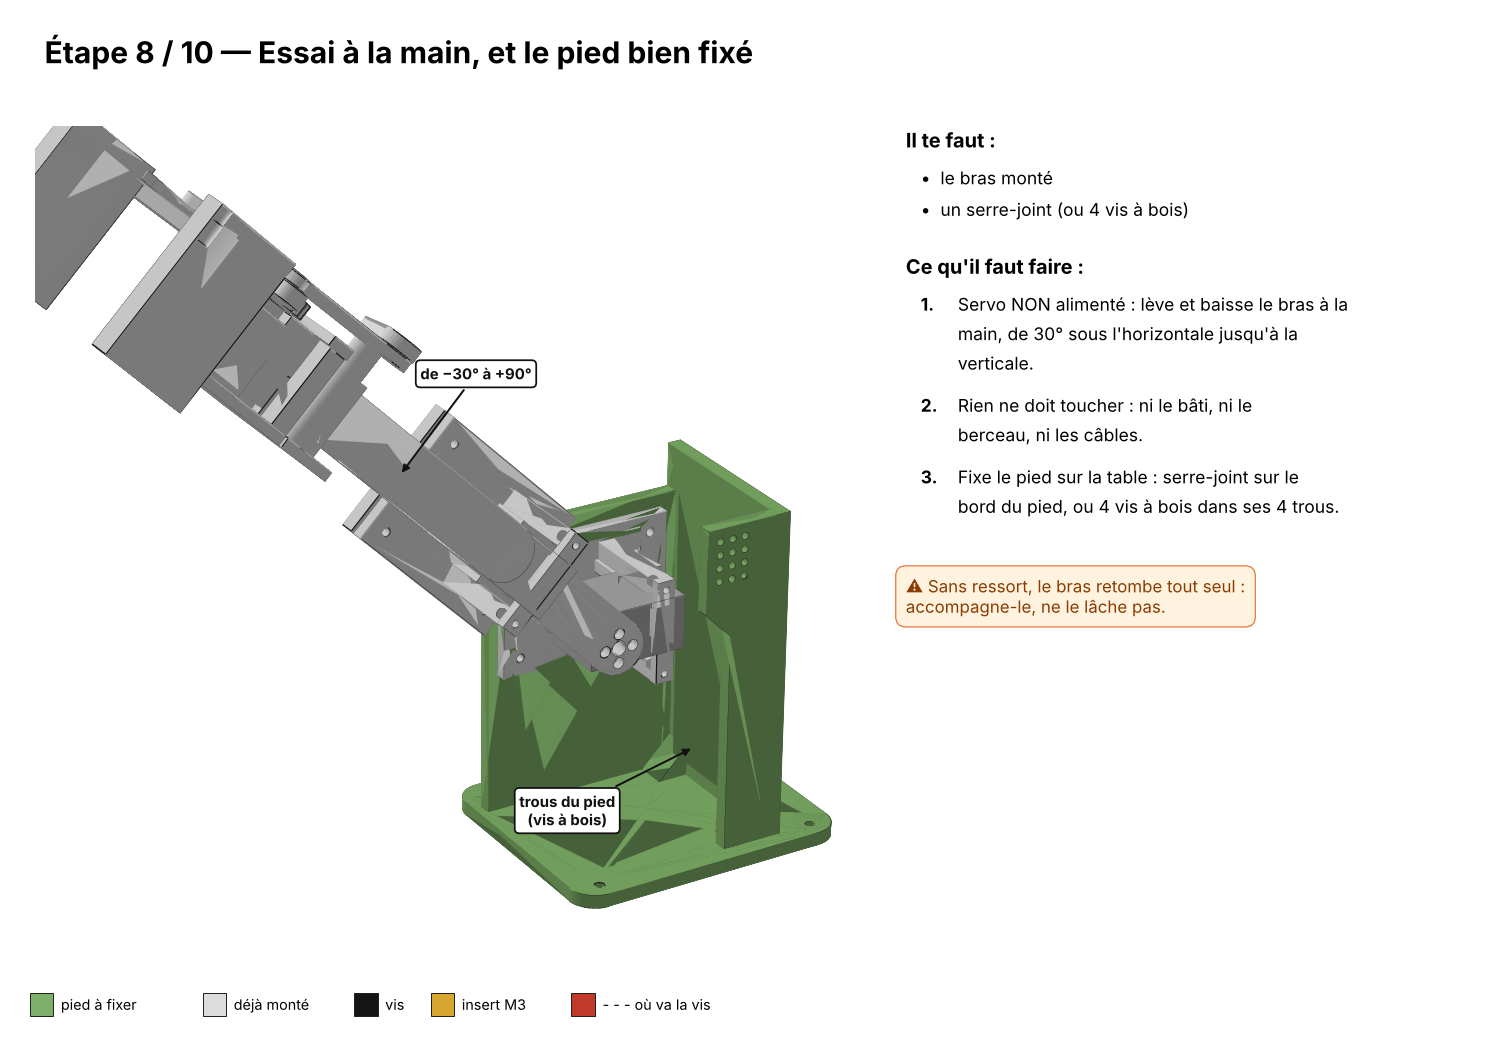 Étape 8 / 10 — Essai à la main, et le pied bien fixé
Il te faut :
• le bras monté
• un serre-joint (ou 4 vis à bois)
Ce qu'il faut faire :
1. Servo NON alimenté : lève et baisse le bras à la
main, de 30° sous l'horizontale jusqu'à la
verticale.
2. Rien ne doit toucher : ni le bâti, ni le
berceau, ni les câbles.
3. Fixe le pied sur la table : serre-joint sur le
bord du pied, ou 4 vis à bois dans ses 4 trous.
⚠ Sans ressort, le bras retombe tout seul :
accompagne-le, ne le lâche pas.
de −30° à +90°
trous du pied
(vis à bois)
pied à fixer
déjà monté
vis
insert M3
- - - où va la vis